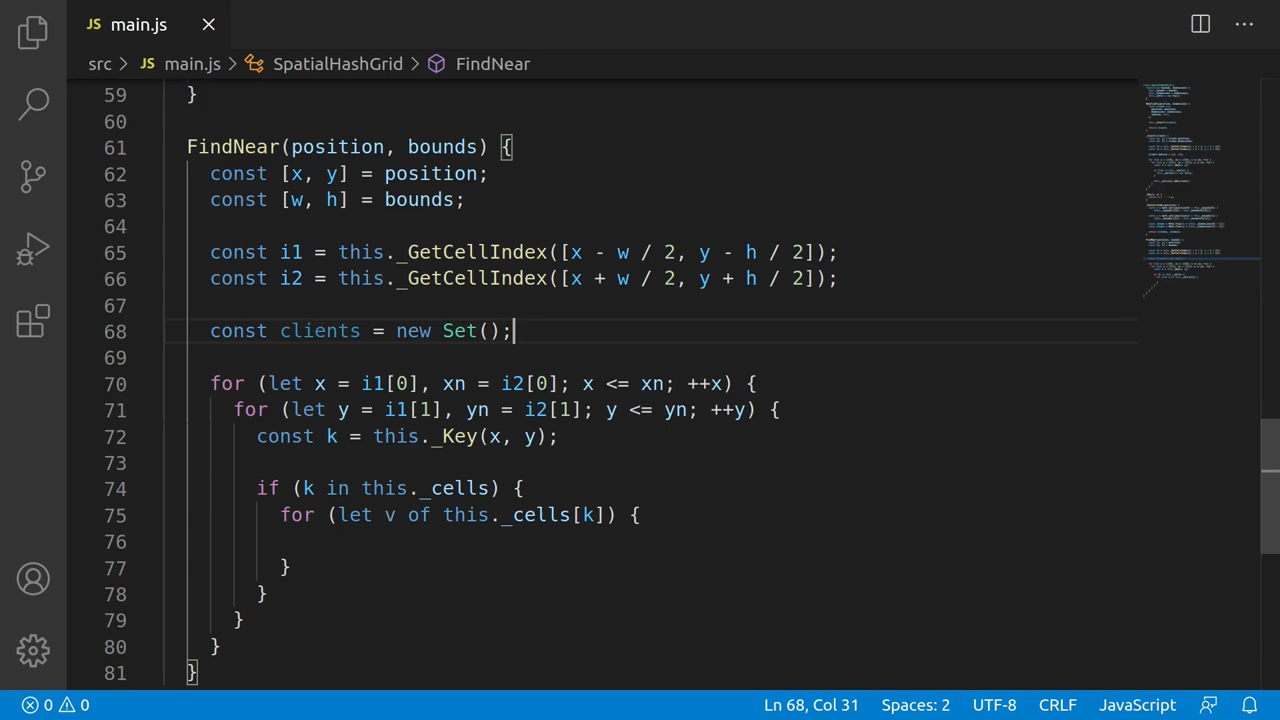 JS main.js
src > JS main.js > SpatialHashGrid > FindNear
59 }
60
61 FindNear(position, bounds) {
62 const [x, y] = position;
63 const [w, h] = bounds;
64
65 const i1 = this._GetCellIndex([x - w / 2, y - h / 2]);
66 const i2 = this._GetCellIndex([x + w / 2, y + h / 2]);
67
68 const clients = new Set();
69
70 for (let x = i1[0], xn = i2[0]; x <= xn; ++x) {
71 for (let y = i1[1], yn = i2[1]; y <= yn; ++y) {
72 const k = this._Key(x, y);
73
74 if (k in this._cells) {
75 for (let v of this._cells[k]) {
76
77 }
78 }
79 }
80 }
81 }
0 0 Ln 68, Col 31 Spaces: 2 UTF-8 CRLF JavaScript